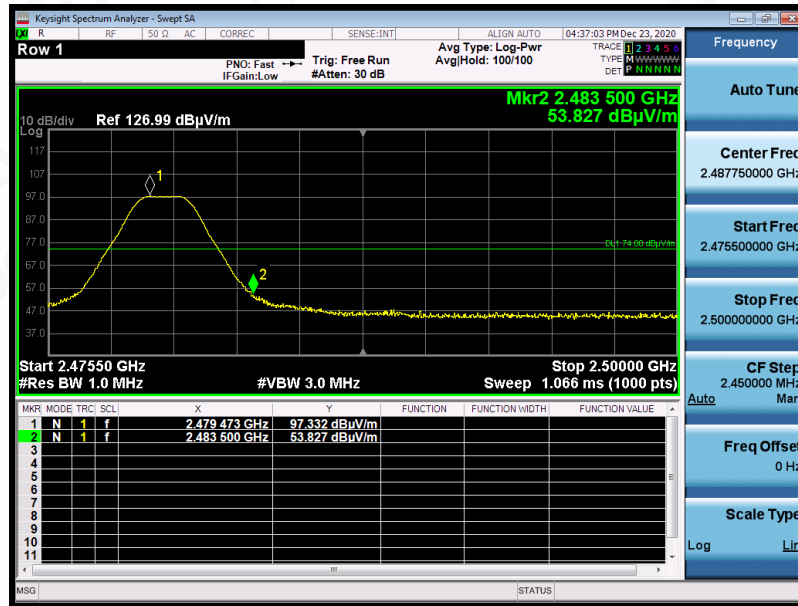 Keysight Spectrum Analyzer - Swept SA
LXI R RF 50 Ω AC CORREC SENSE:INT ALIGN AUTO 04:37:03 PM Dec 23, 2020
Row 1
PNO: Fast
IFGain:Low
Trig: Free Run
#Atten: 30 dB
Avg Type: Log-Pwr
Avg|Hold: 100/100
TRACE 1 2 3 4 5 6
TYPE M WWWWW
DET P N N N N N
Mkr2 2.483 500 GHz
53.827 dBµV/m
10 dB/div Ref 126.99 dBµV/m
Log
117
107
97.0
87.0
77.0
67.0
57.0
47.0
37.0
1
2
DL1 74.00 dBµV/m
Start 2.47550 GHz Stop 2.50000 GHz
#Res BW 1.0 MHz #VBW 3.0 MHz Sweep 1.066 ms (1000 pts)
MKR MODE TRC SCL X Y FUNCTION FUNCTION WIDTH FUNCTION VALUE
1 N 1 f 2.479 473 GHz 97.332 dBµV/m
2 N 1 f 2.483 500 GHz 53.827 dBµV/m
3
4
5
6
7
8
9
10
11
MSG STATUS
Frequency
Auto Tune
Center Freq
2.487750000 GHz
Start Freq
2.475500000 GHz
Stop Freq
2.500000000 GHz
CF Step
2.450000 MHz
Auto Man
Freq Offset
0 Hz
Scale Type
Log Lin